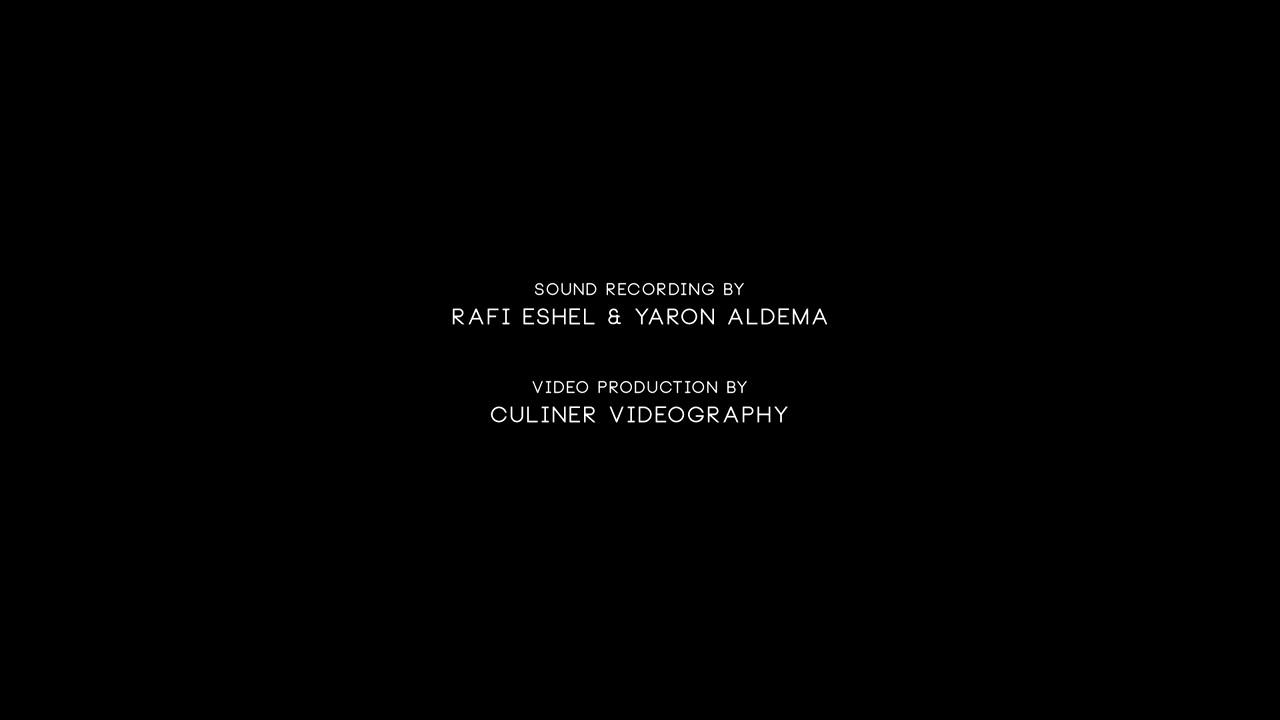 SOUND RECORDING BY
RAFI ESHEL & YARON ALDEMA
VIDEO PRODUCTION BY
CULINER VIDEOGRAPHY